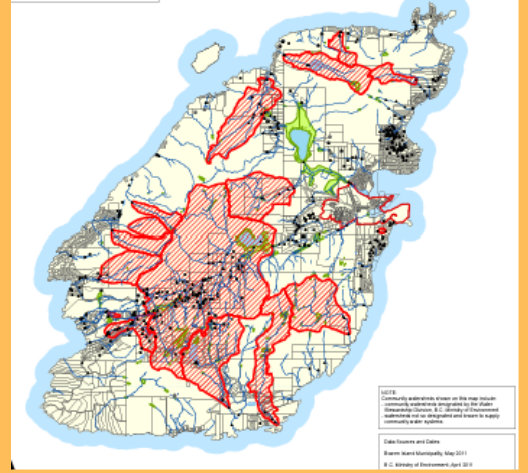 NOTE:
Community watersheds shown on this map include:
- community watersheds designated by the Water
Stewardship Division, B.C. Ministry of Environment
- watersheds not so designated and known to supply
community water systems
Data Sources and Dates
Bowen Island Municipality, May 2011
B.C. Ministry of Environment, April 2011